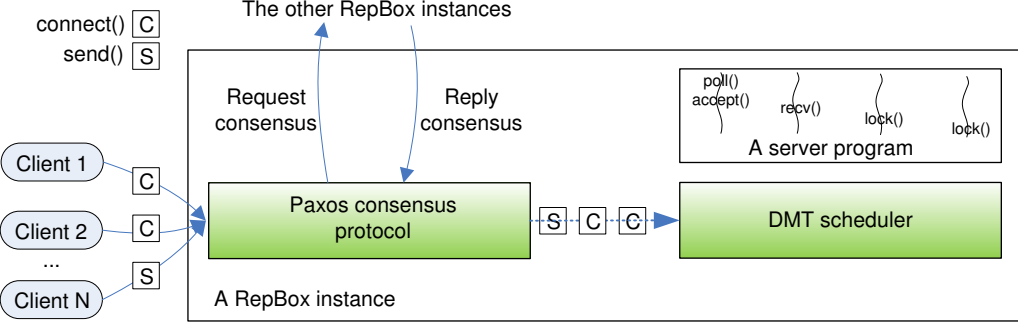 The other RepBox instances
connect() C
send() S
Request
consensus
Reply
consensus
poll()
accept()
recv()
lock()
lock()
A server program
Client 1
C
Client 2
C
...
Client N
S
Paxos consensus
protocol
S C C
DMT scheduler
A RepBox instance